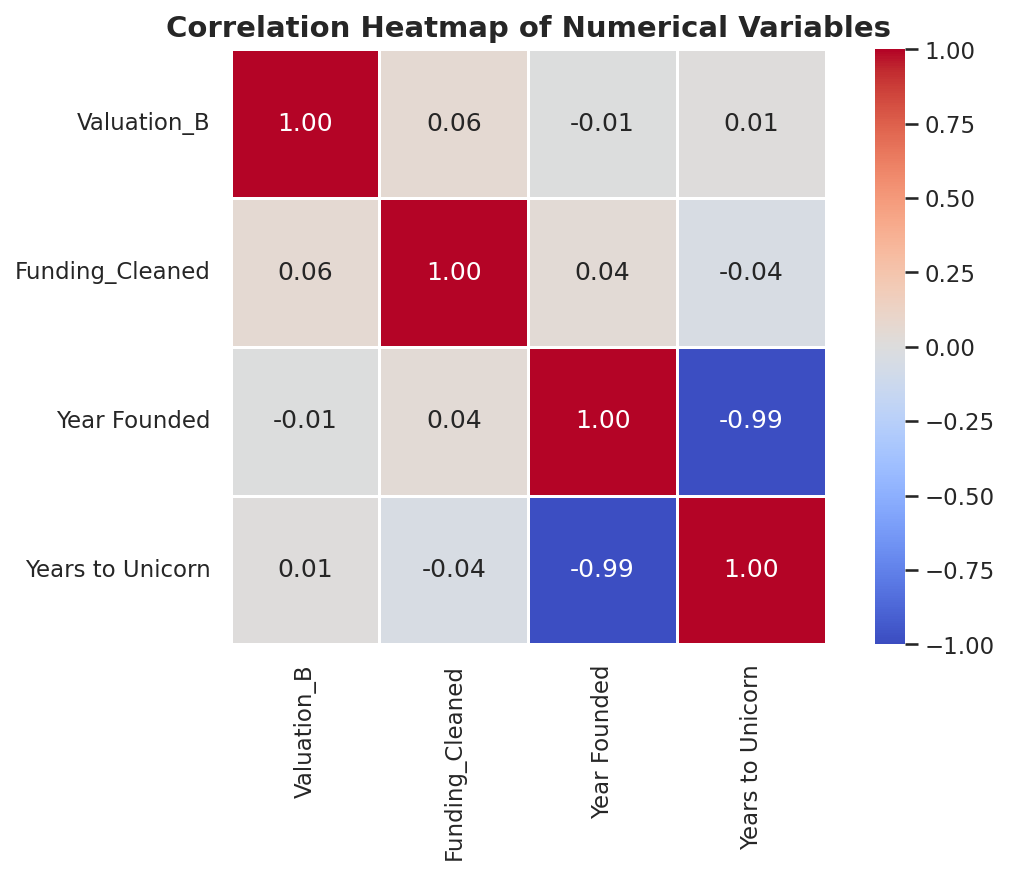 Correlation Heatmap of Numerical Variables
Valuation_B 1.00 0.06 -0.01 0.01
Funding_Cleaned 0.06 1.00 0.04 -0.04
Year Founded -0.01 0.04 1.00 -0.99
Years to Unicorn 0.01 -0.04 -0.99 1.00
Valuation_B
Funding_Cleaned
Year Founded
Years to Unicorn
1.00
0.75
0.50
0.25
0.00
−0.25
−0.50
−0.75
−1.00